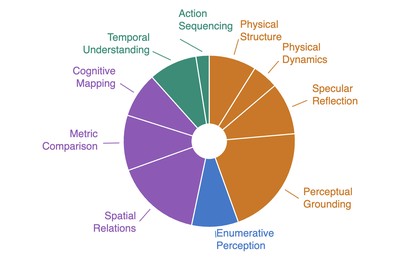 Action
Sequencing
Physical
Structure
Temporal
Understanding
Physical
Dynamics
Cognitive
Mapping
Specular
Reflection
Metric
Comparison
Perceptual
Grounding
Spatial
Relations
Enumerative
Perception